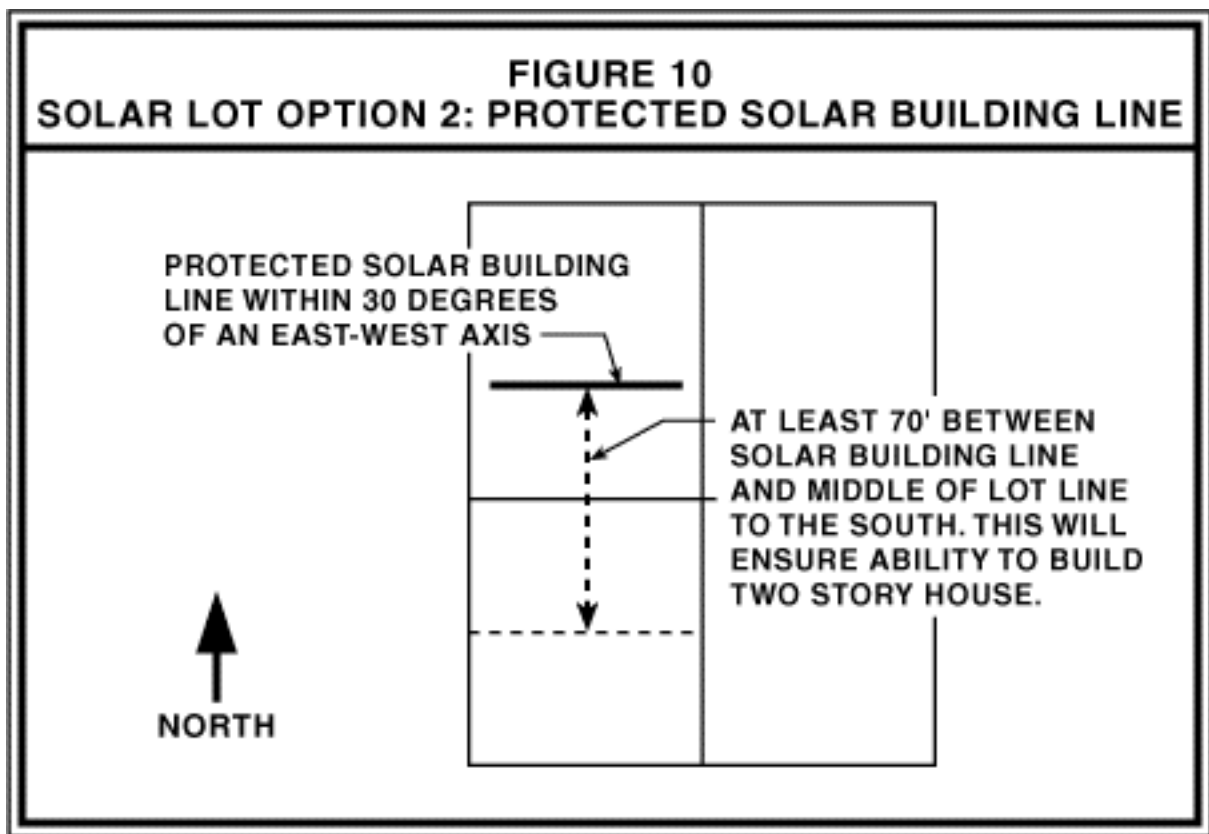 FIGURE 10
SOLAR LOT OPTION 2: PROTECTED SOLAR BUILDING LINE
PROTECTED SOLAR BUILDING
LINE WITHIN 30 DEGREES
OF AN EAST-WEST AXIS
AT LEAST 70' BETWEEN
SOLAR BUILDING LINE
AND MIDDLE OF LOT LINE
TO THE SOUTH. THIS WILL
ENSURE ABILITY TO BUILD
TWO STORY HOUSE.
NORTH